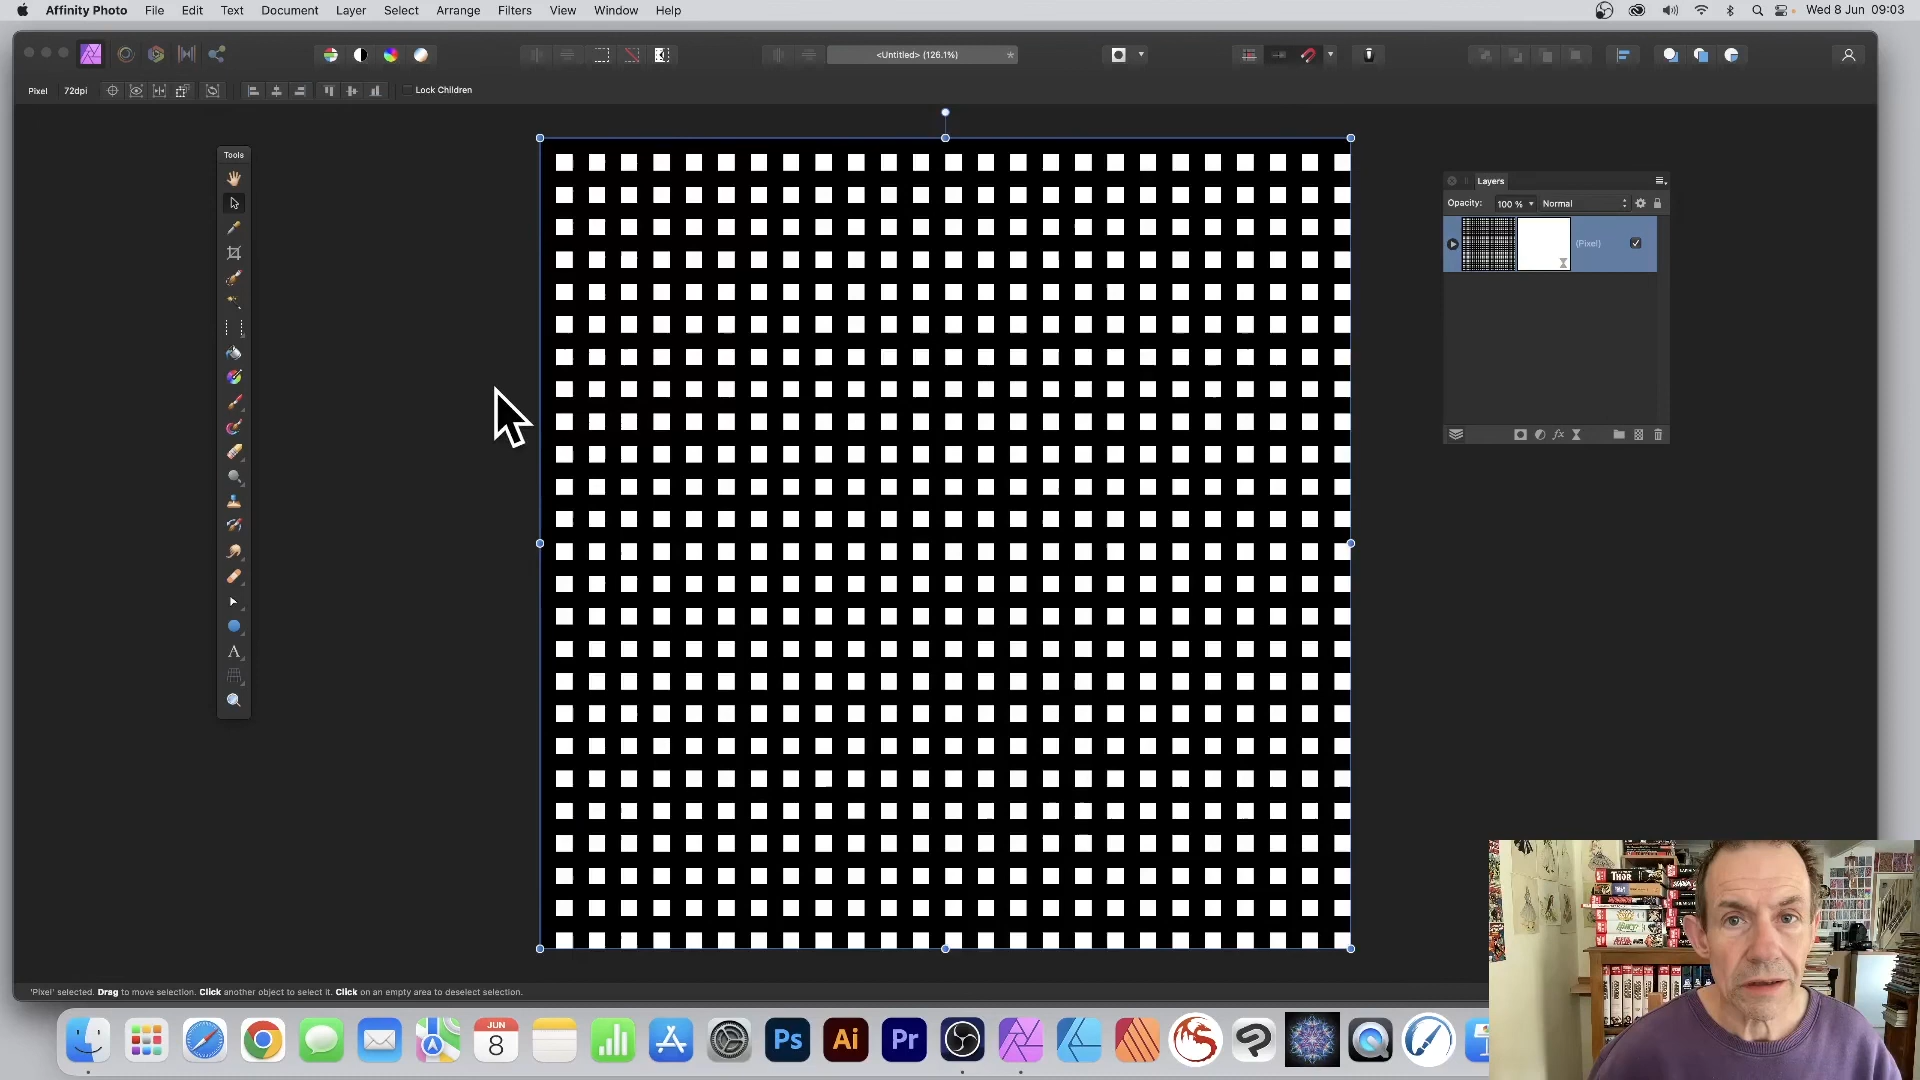 Affinity Photo File Edit Text Document Layer Select Arrange Filters View Window Help
Wed 8 Jun 09:03
<Untitled> (126.1%)
Pixel 72dpi
Lock Children
Tools
Layers
Opacity: 100 % Normal
(Pixel)
fx
A
'Pixel' selected. Drag to move selection. Click another object to select it. Click on an empty area to deselect selection.
JUN
8
Ps
Ai
Pr
THOR